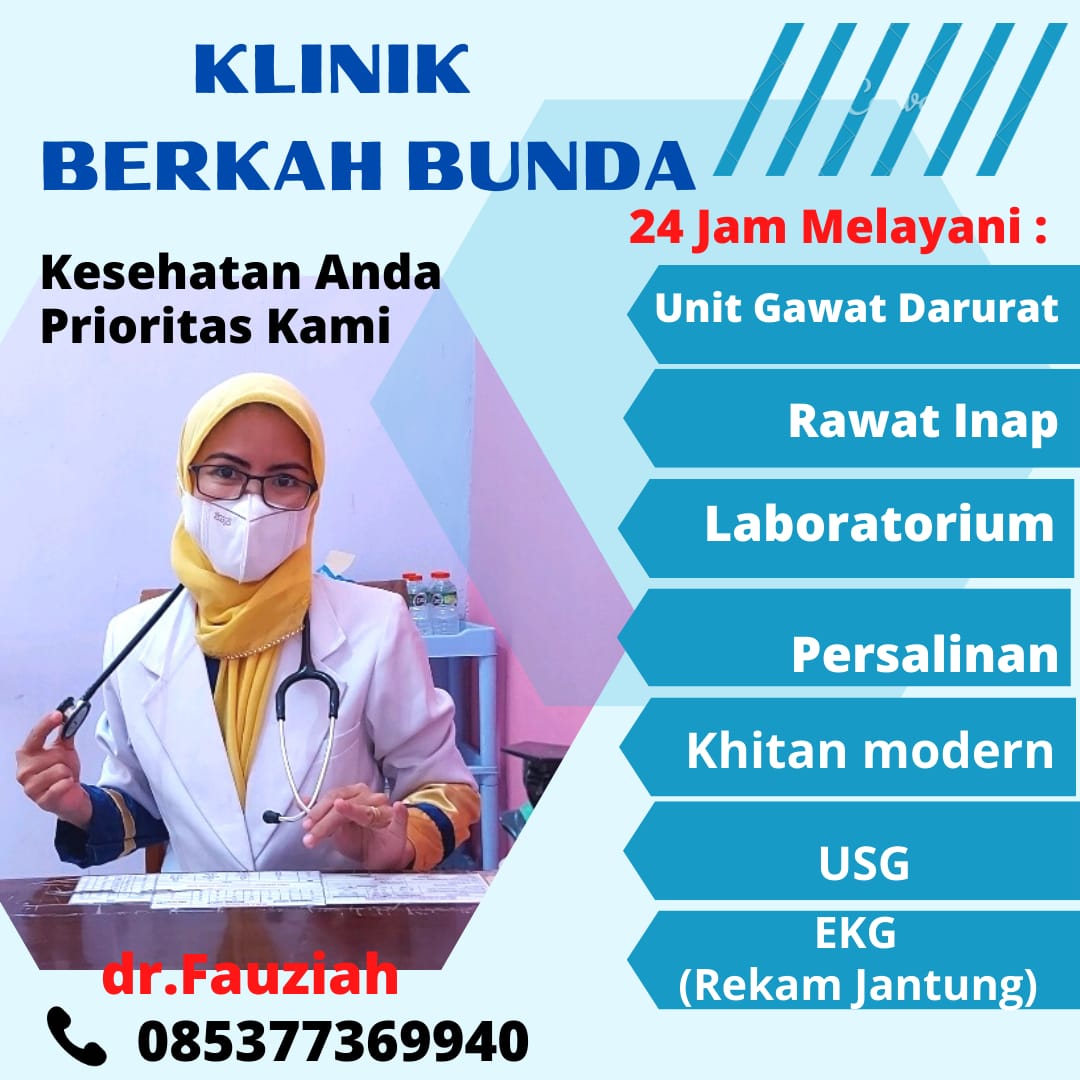 KLINIK
BERKAH BUNDA
Kesehatan Anda
Prioritas Kami
24 Jam Melayani :
Unit Gawat Darurat
Rawat Inap
Laboratorium
Persalinan
Khitan modern
USG
EKG
(Rekam Jantung)
dr.Fauziah
085377369940